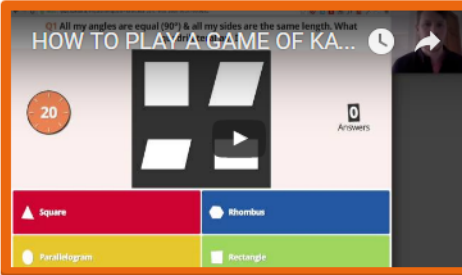 Q1 All my angles are equal (90°) & all my sides are the same length. What
HOW TO PLAY A GAME OF KA...
20
0
Answers
Square
Rhombus
Parallelogram
Rectangle